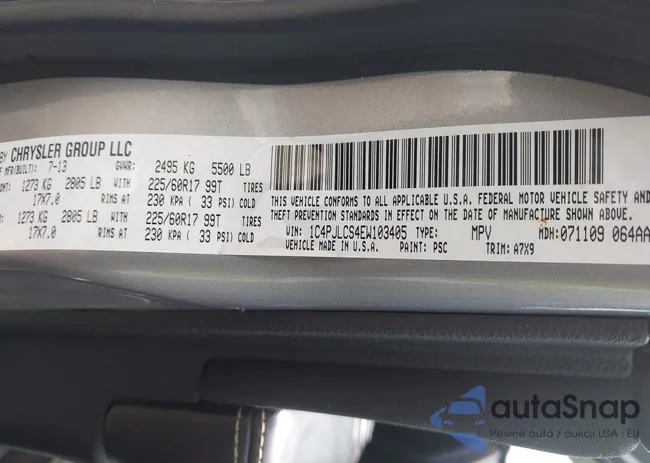 BY CHRYSLER GROUP LLC
OF MFR(BUILT): 7-13 GVWR: 2495 KG 5500 LB
FRONT: 1273 KG 2805 LB WITH 225/60R17 99T TIRES
17X7.0 RIMS AT 230 KPA ( 33 PSI) COLD
1273 KG 2805 LB WITH 225/60R17 99T TIRES
17X7.0 RIMS AT 230 KPA ( 33 PSI) COLD
THIS VEHICLE CONFORMS TO ALL APPLICABLE U.S.A. FEDERAL MOTOR VEHICLE SAFETY AND
THEFT PREVENTION STANDARDS IN EFFECT ON THE DATE OF MANUFACTURE SHOWN ABOVE.
VIN: 1C4PJLCS4EW103405 TYPE: MPV MDH:071109 064AA
VEHICLE MADE IN U.S.A. PAINT: PSC TRIM: A7X9
autaSnap
Pewne auta z aukcji USA i EU